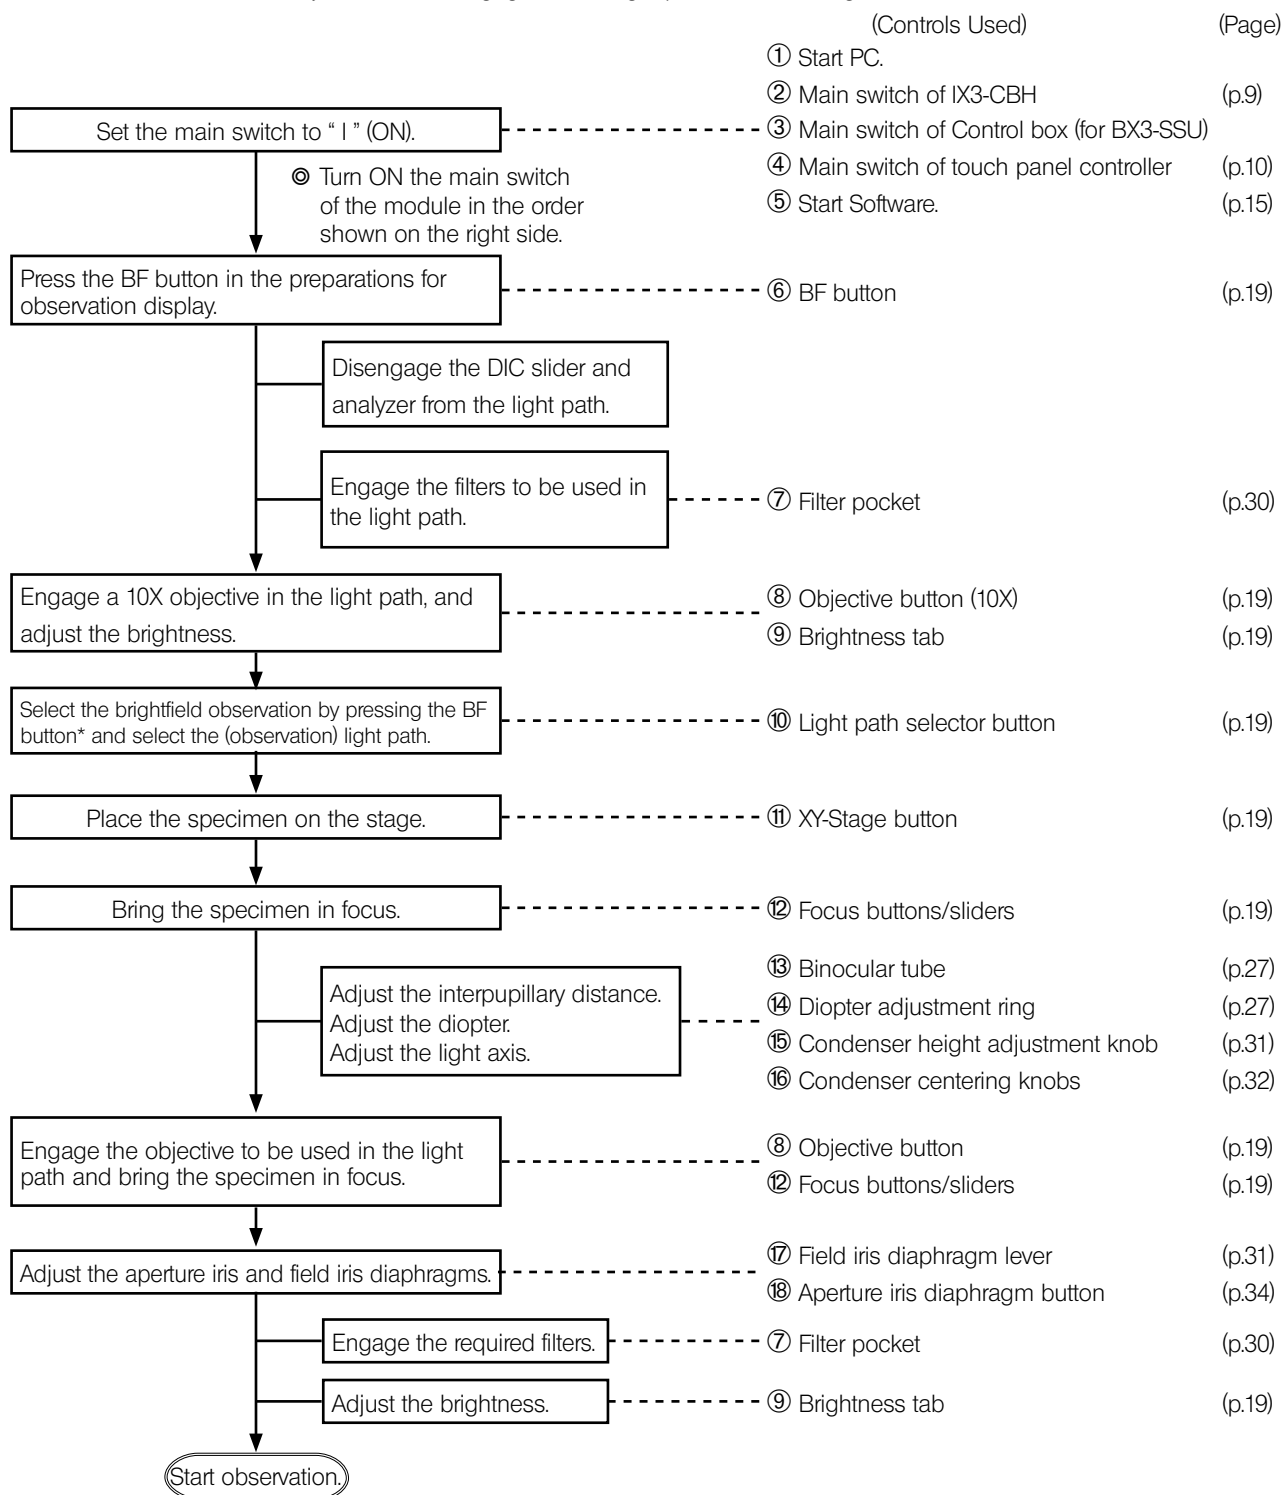 (Controls Used) (Page)
① Start PC.
② Main switch of IX3-CBH (p.9)
Set the main switch to “ I ” (ON). ③ Main switch of Control box (for BX3-SSU)
④ Main switch of touch panel controller (p.10)
◎ Turn ON the main switch
of the module in the order
shown on the right side.
⑤ Start Software. (p.15)
Press the BF button in the preparations for
observation display.
⑥ BF button (p.19)
Disengage the DIC slider and
analyzer from the light path.
Engage the filters to be used in
the light path.
⑦ Filter pocket (p.30)
Engage a 10X objective in the light path, and
adjust the brightness.
⑧ Objective button (10X) (p.19)
⑨ Brightness tab (p.19)
Select the brightfield observation by pressing the BF
button* and select the (observation) light path.
⑩ Light path selector button (p.19)
Place the specimen on the stage. ⑪ XY-Stage button (p.19)
Bring the specimen in focus. ⑫ Focus buttons/sliders (p.19)
Adjust the interpupillary distance.
Adjust the diopter.
Adjust the light axis.
⑬ Binocular tube (p.27)
⑭ Diopter adjustment ring (p.27)
⑮ Condenser height adjustment knob (p.31)
⑯ Condenser centering knobs (p.32)
Engage the objective to be used in the light
path and bring the specimen in focus.
⑧ Objective button (p.19)
⑫ Focus buttons/sliders (p.19)
Adjust the aperture iris and field iris diaphragms.
⑰ Field iris diaphragm lever (p.31)
⑱ Aperture iris diaphragm button (p.34)
Engage the required filters. ⑦ Filter pocket (p.30)
Adjust the brightness. ⑨ Brightness tab (p.19)
Start observation.